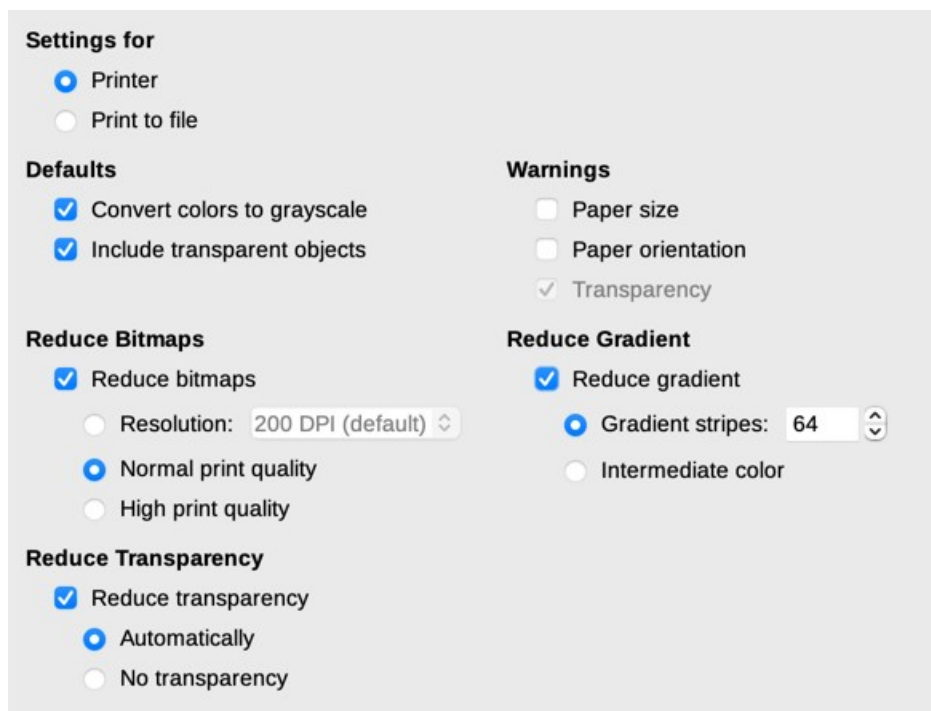 Settings for
Printer
Print to file
Defaults
Convert colors to grayscale
Include transparent objects
Warnings
Paper size
Paper orientation
Transparency
Reduce Bitmaps
Reduce bitmaps
Resolution: 200 DPI (default)
Normal print quality
High print quality
Reduce Gradient
Reduce gradient
Gradient stripes: 64
Intermediate color
Reduce Transparency
Reduce transparency
Automatically
No transparency